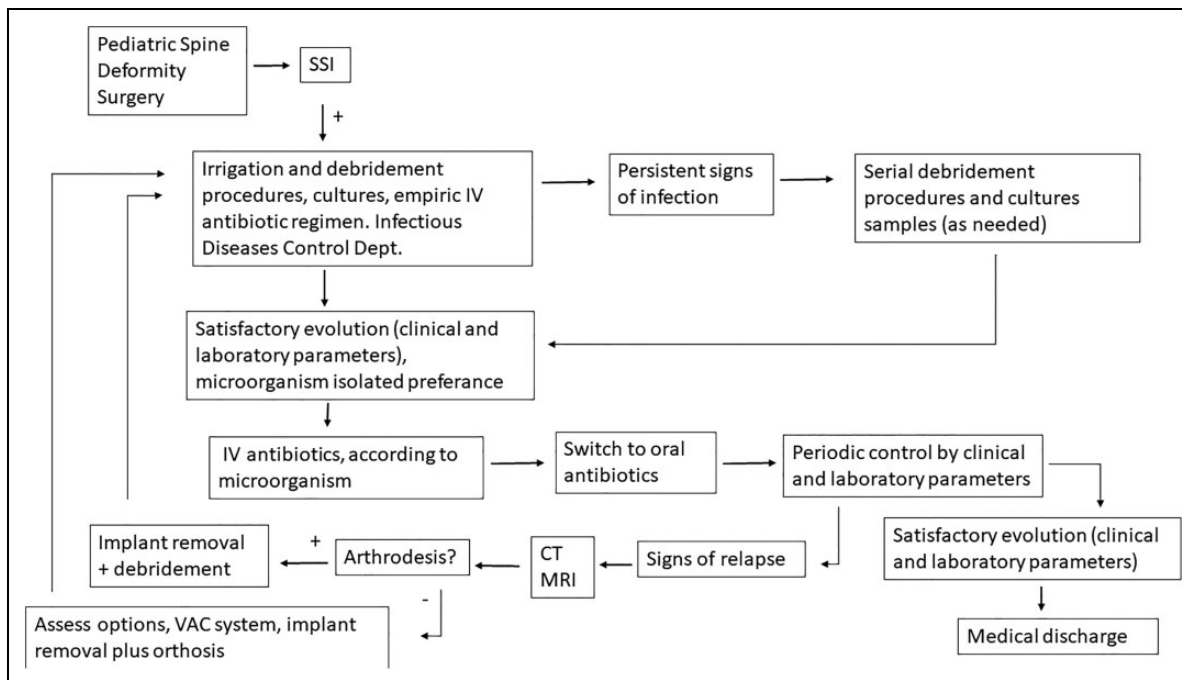 Pediatric Spine
Deformity
Surgery
SSI
+
Irrigation and debridement
procedures, cultures, empiric IV
antibiotic regimen. Infectious
Diseases Control Dept.
Persistent signs
of infection
Serial debridement
procedures and cultures
samples (as needed)
Satisfactory evolution (clinical and
laboratory parameters),
microorganism isolated preferance
IV antibiotics, according to
microorganism
Switch to oral
antibiotics
Periodic control by clinical
and laboratory parameters
Satisfactory evolution (clinical
and laboratory parameters)
Medical discharge
Signs of relapse
CT
MRI
Arthrodesis?
+
Implant removal
+ debridement
-
Assess options, VAC system, implant
removal plus orthosis